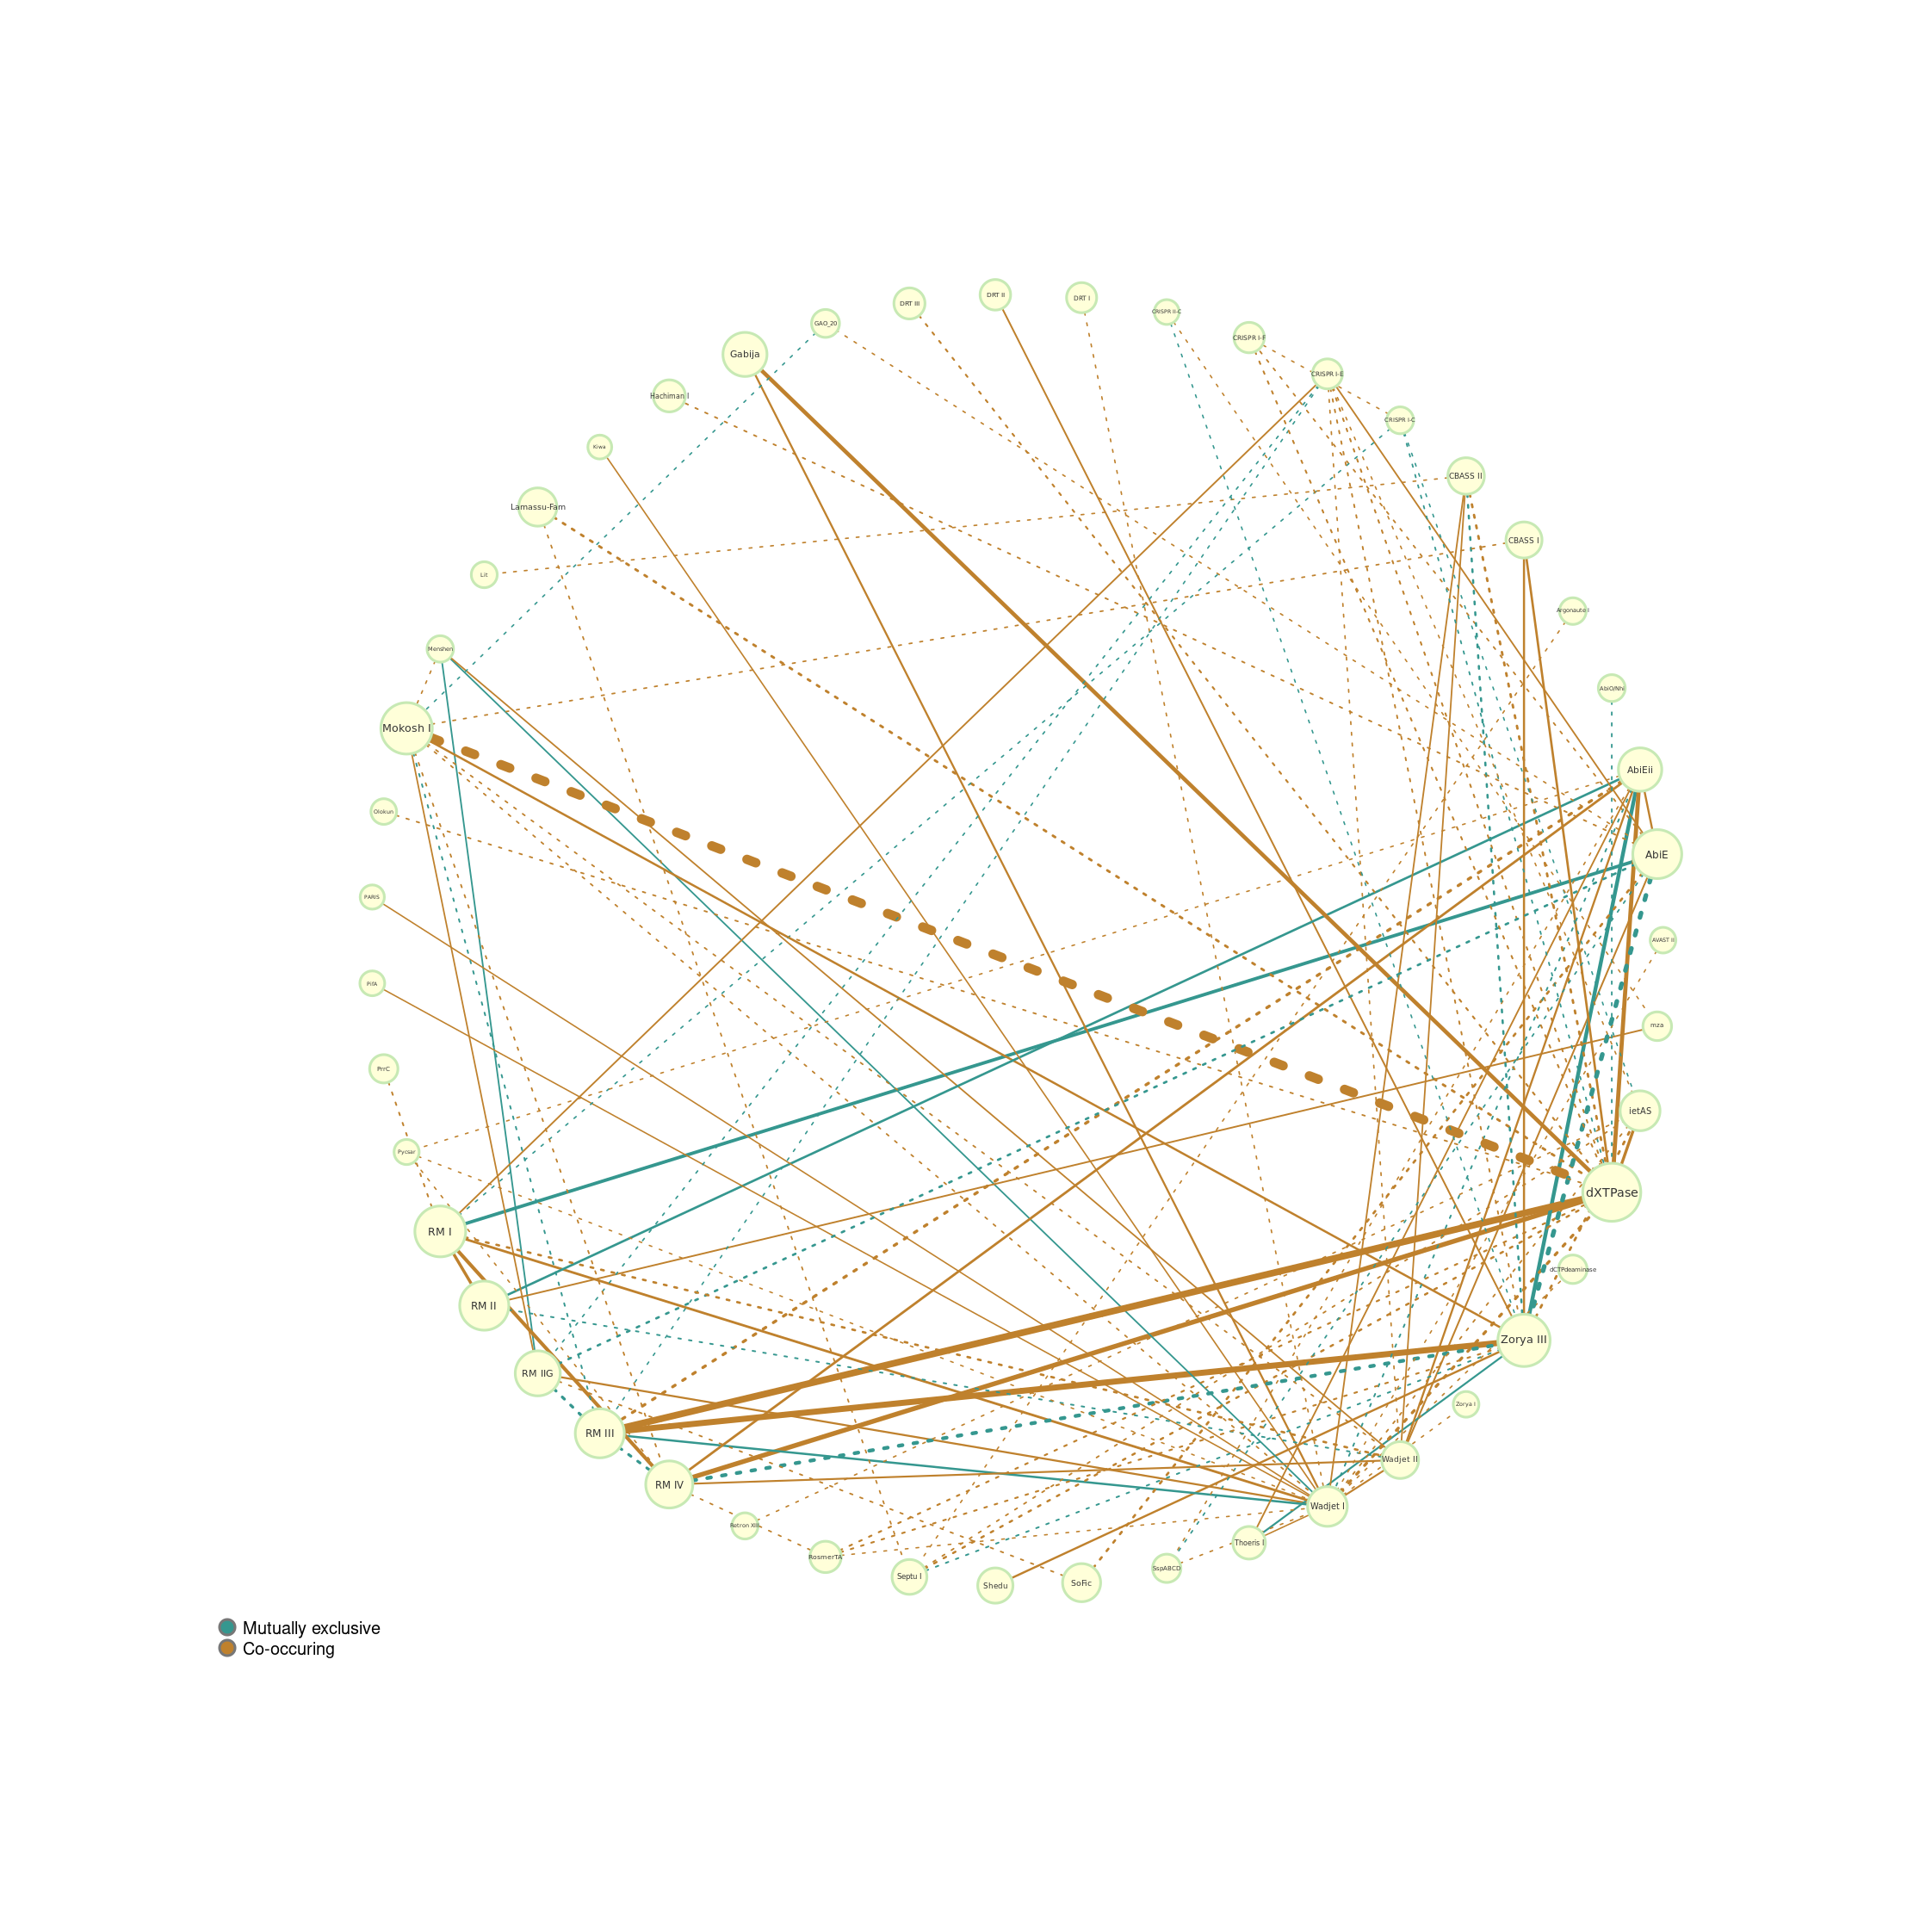 DRT II
DRT I
DRT III
CRISPR II-C
GAO_20
CRISPR I-F
Gabija
CRISPR I-E
Hachiman I
CRISPR I-C
Kiwa
CBASS II
Lamassu-Fam
CBASS I
Lit
Argonaute I
Menshen
AbiO/Nhi
Mokosh I
AbiEii
Olokun
AbiE
PARIS
AVAST II
PifA
mza
PrrC
ietAS
Pycsar
dXTPase
RM I
dCTPdeaminase
RM II
Zorya III
RM IIG
Zorya I
RM III
Wadjet II
RM IV
Wadjet I
Retron XIII
Thoeris I
RosmerTA
SspABCD
Septu I
SoFic
Shedu
Mutually exclusive
Co-occuring